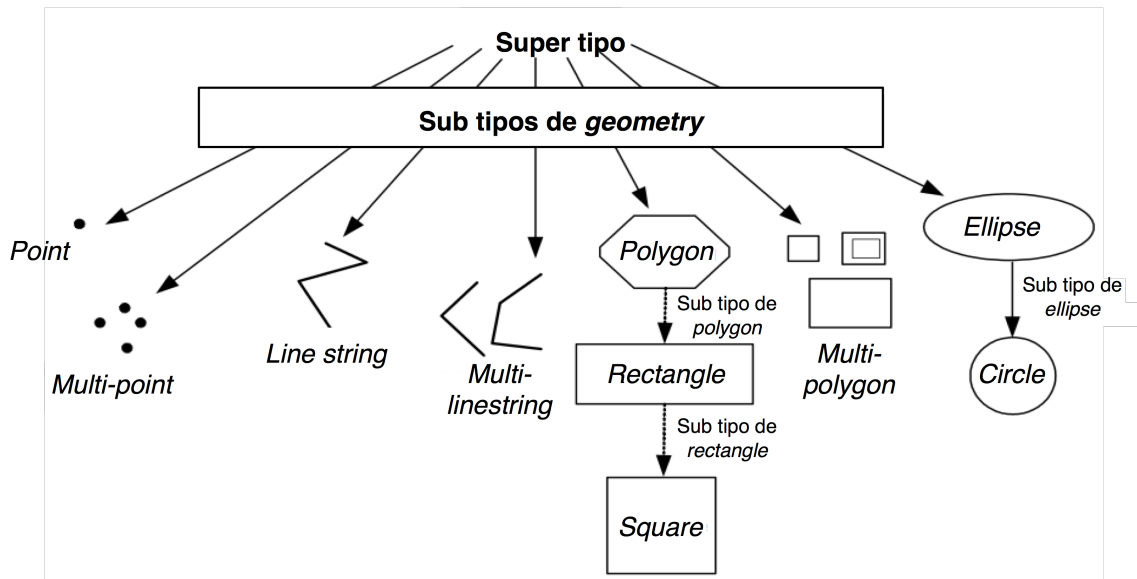 Super tipo
Sub tipos de geometry
Point
Multi-point
Line string
Multi-
linestring
Polygon
Sub tipo de
polygon
Rectangle
Sub tipo de
rectangle
Square
Multi-
polygon
Ellipse
Sub tipo de
ellipse
Circle